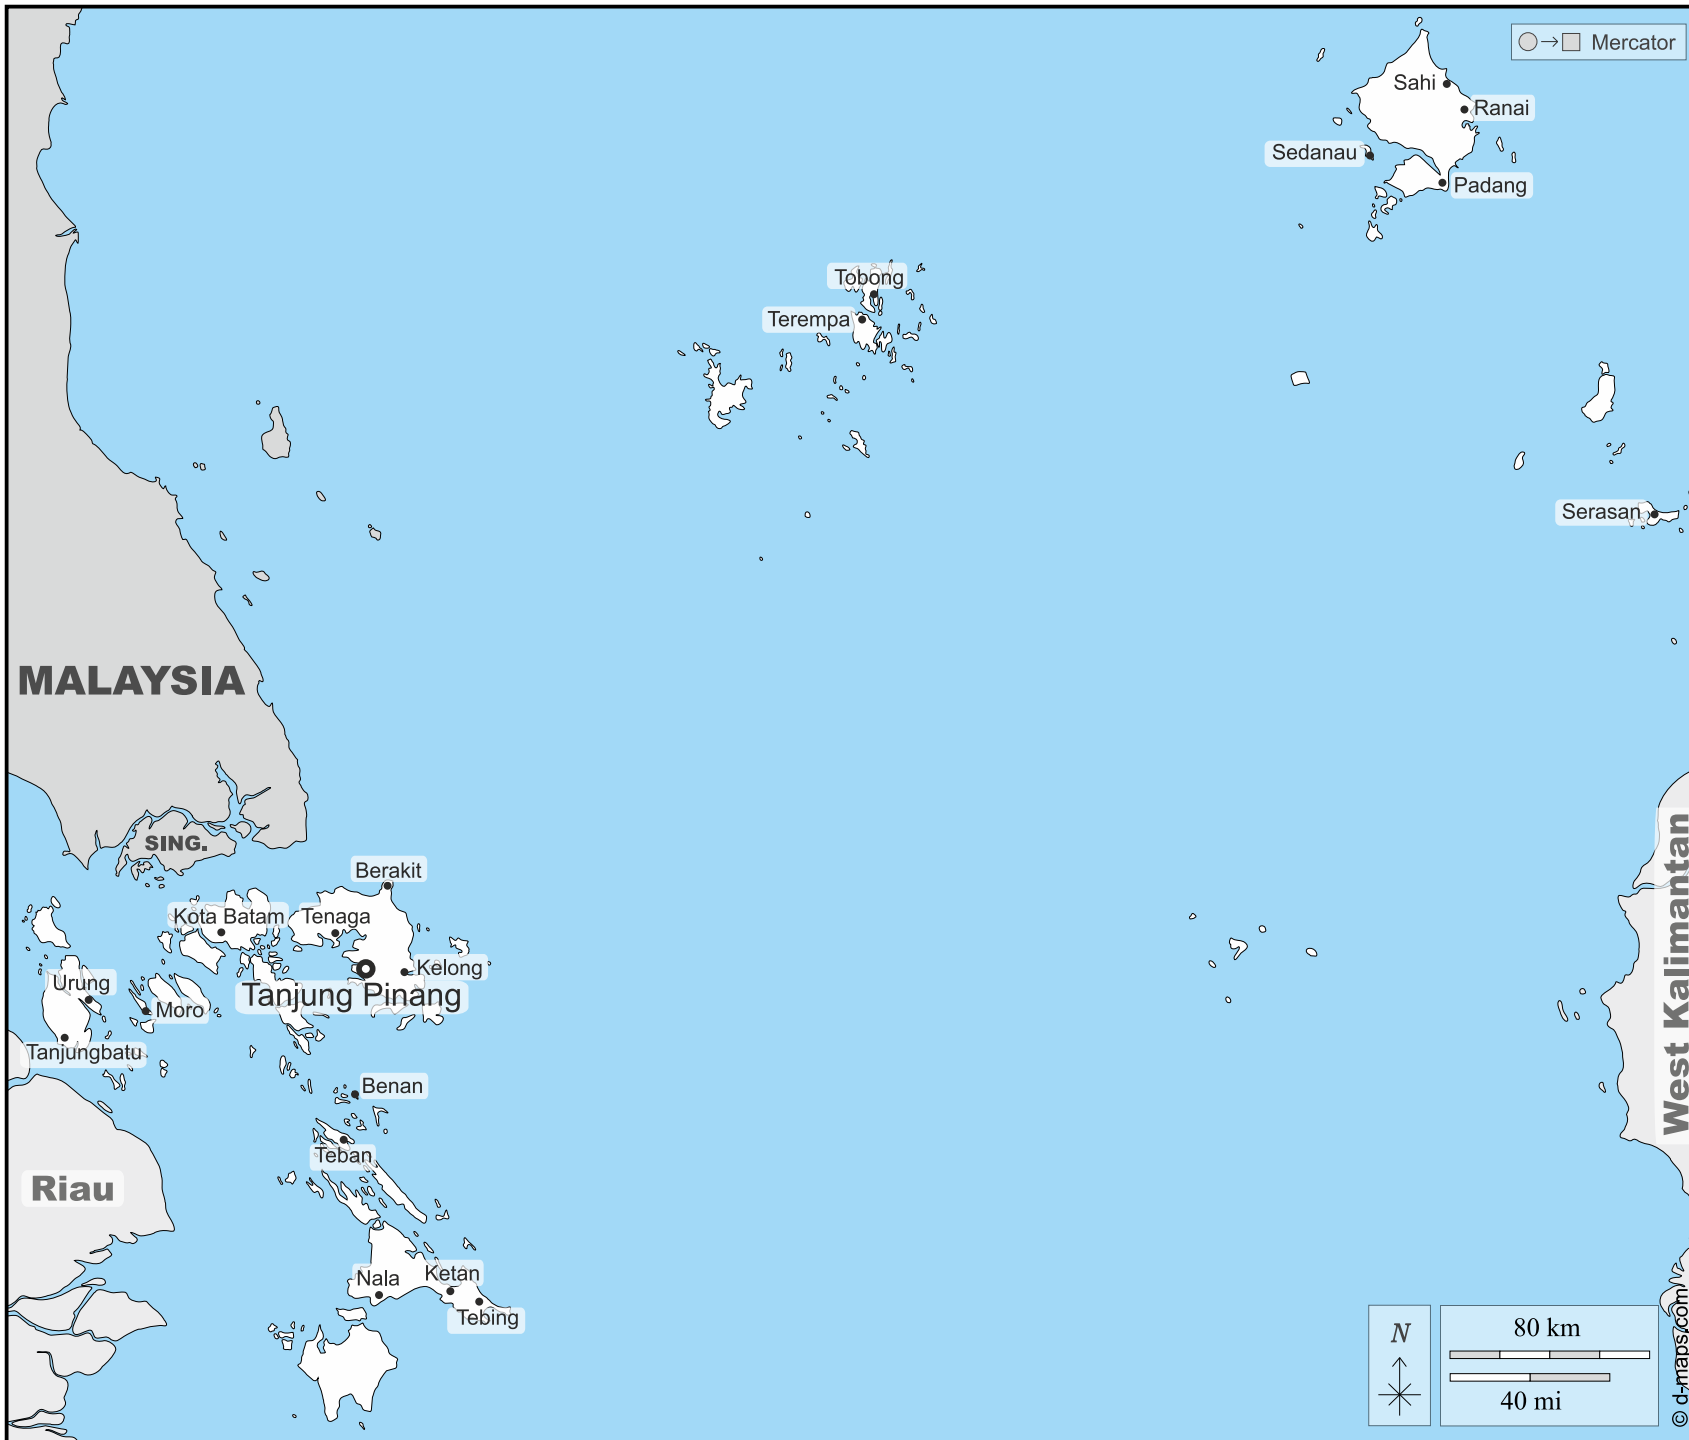 Mercator
Sahi
Ranai
Sedanau
Padang
Tobong
Terempa
Serasan
MALAYSIA
SING.
Berakit
Kota Batam
Tenaga
Kelong
Urung
Tanjung Pinang
Moro
Tanjungbatu
West Kalimantan
Benan
Teban
Riau
Nala
Ketan
Tebing
N
80 km
40 mi
© d-maps.com